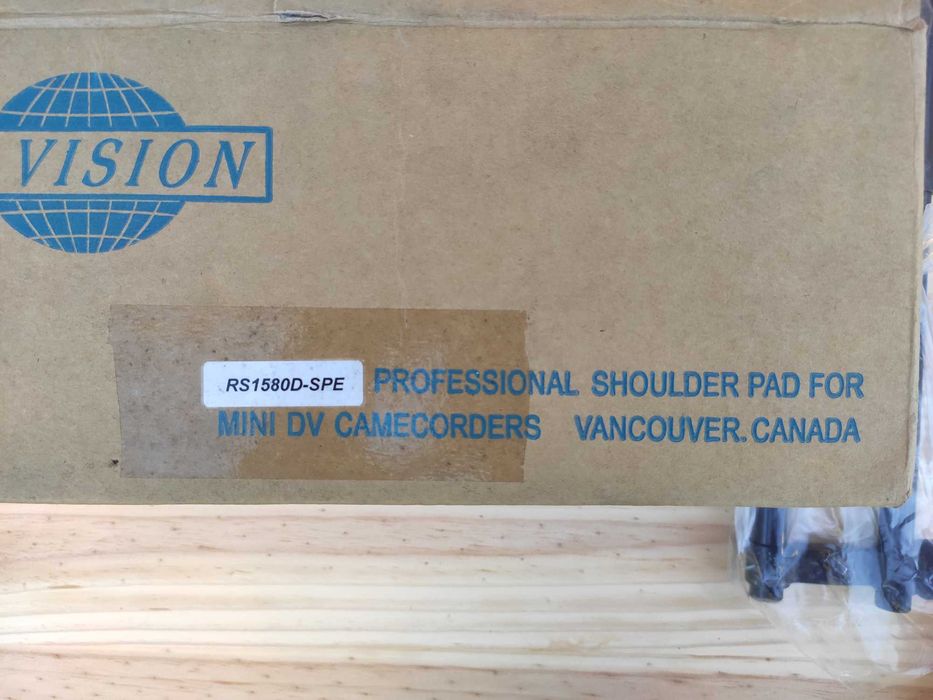 VISION
RS1580D-SPE PROFESSIONAL SHOULDER PAD FOR
MINI DV CAMECORDERS VANCOUVER. CANADA